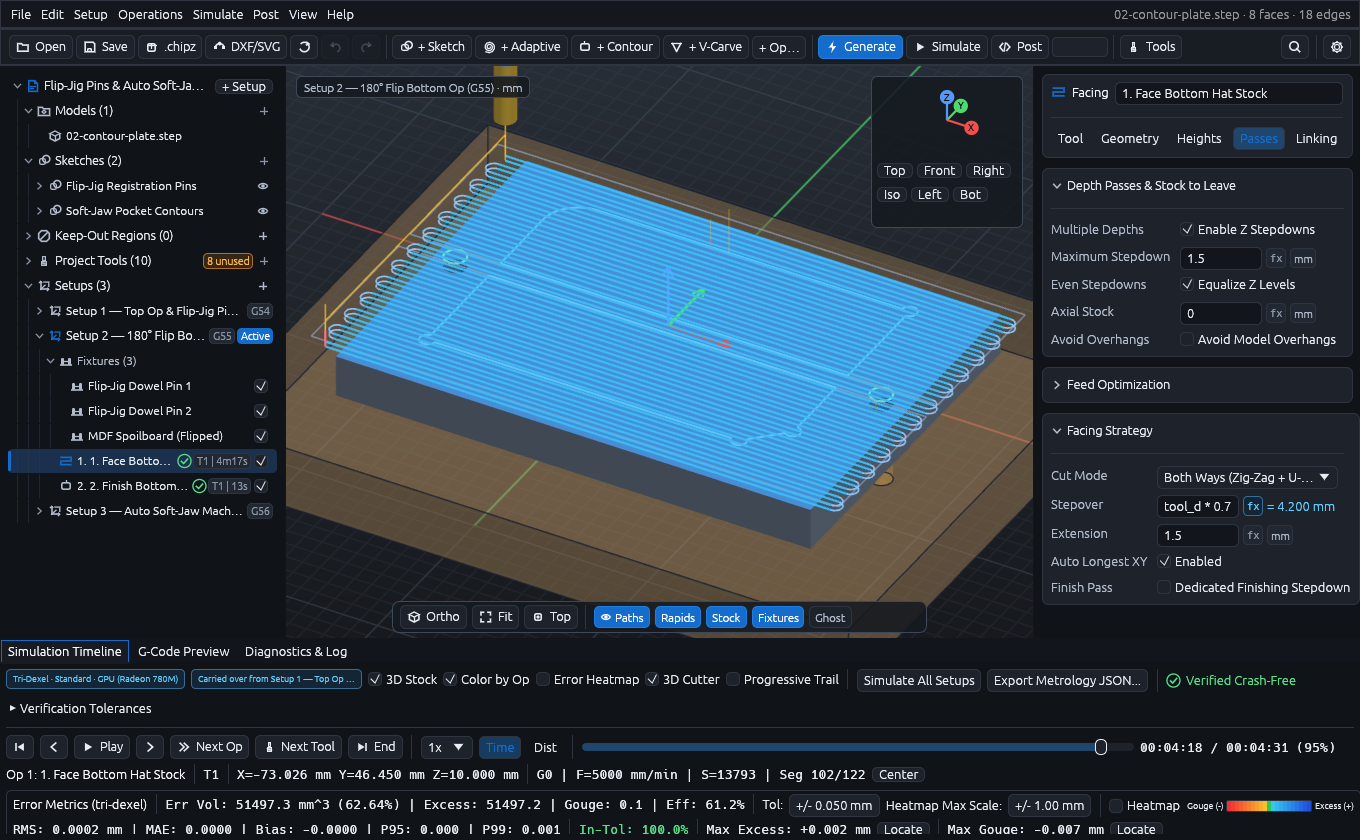 File Edit Setup Operations Simulate Post View Help
02-contour-plate.step · 8 faces · 18 edges
Open Save .chipz DXF/SVG + Sketch + Adaptive + Contour + V-Carve + Op... Generate Simulate Post Tools
Flip-Jig Pins & Auto Soft-Ja... + Setup
Models (1) +
02-contour-plate.step
Sketches (2) +
Flip-Jig Registration Pins
Soft-Jaw Pocket Contours
Keep-Out Regions (0) +
Project Tools (10) 8 unused +
Setups (3) +
Setup 1 — Top Op & Flip-Jig Pi... G54
Setup 2 — 180° Flip Bo... G55 Active
Fixtures (3)
Flip-Jig Dowel Pin 1
Flip-Jig Dowel Pin 2
MDF Spoilboard (Flipped)
1. 1. Face Botto... T1 | 4m17s
2. 2. Finish Bottom... T1 | 13s
Setup 3 — Auto Soft-Jaw Mach... G56
Setup 2 — 180° Flip Bottom Op (G55) · mm
Z
Y
X
Top Front Right
Iso Left Bot
Ortho Fit Top Paths Rapids Stock Fixtures Ghost
Facing 1. Face Bottom Hat Stock
Tool Geometry Heights Passes Linking
Depth Passes & Stock to Leave
Multiple Depths Enable Z Stepdowns
Maximum Stepdown 1.5 fx mm
Even Stepdowns Equalize Z Levels
Axial Stock 0 fx mm
Avoid Overhangs Avoid Model Overhangs
Feed Optimization
Facing Strategy
Cut Mode Both Ways (Zig-Zag + U-...
Stepover tool_d * 0.7 fx = 4.200 mm
Extension 1.5 fx mm
Auto Longest XY Enabled
Finish Pass Dedicated Finishing Stepdown
Simulation Timeline G-Code Preview Diagnostics & Log
Tri-Dexel · Standard · GPU (Radeon 780M) Carried over from Setup 1 — Top Op ... 3D Stock Color by Op Error Heatmap 3D Cutter Progressive Trail Simulate All Setups Export Metrology JSON... Verified Crash-Free
Verification Tolerances
Play Next Op Next Tool End 1x Time Dist 00:04:18 / 00:04:31 (95%)
Op 1: 1. Face Bottom Hat Stock T1 X=-73.026 mm Y=46.450 mm Z=10.000 mm G0 | F=5000 mm/min | S=13793 | Seg 102/122 Center
Error Metrics (tri-dexel) Err Vol: 51497.3 mm^3 (62.64%) | Excess: 51497.2 | Gouge: 0.1 | Eff: 61.2% Tol: +/- 0.050 mm Heatmap Max Scale: +/- 1.00 mm Heatmap Gouge (-) Excess (+)
RMS: 0.0002 mm | MAE: 0.0000 | Bias: -0.0000 | P95: 0.000 | P99: 0.001 In-Tol: 100.0% Max Excess: +0.002 mm Locate Max Gouge: -0.007 mm Locate